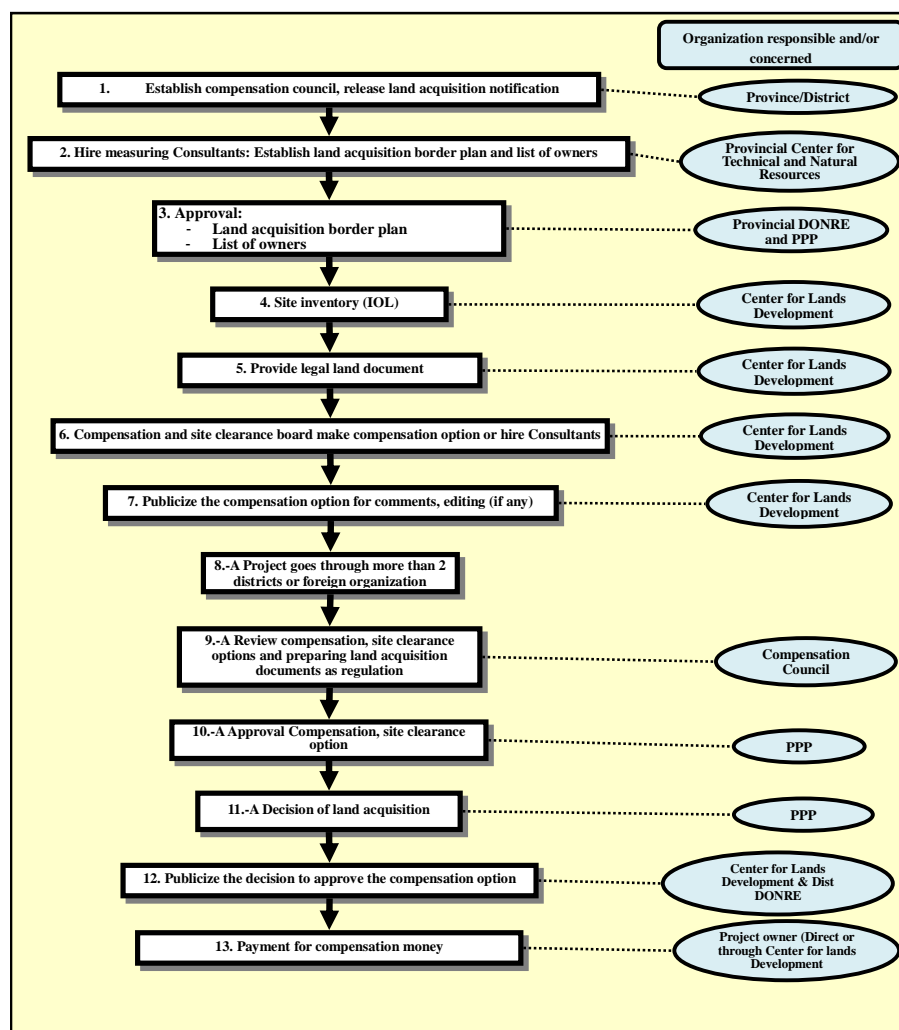 Organization responsible and/or
concerned
1. Establish compensation council, release land acquisition notification
Province/District
2. Hire measuring Consultants: Establish land acquisition border plan and list of owners
Provincial Center for
Technical and Natural
Resources
3. Approval:
- Land acquisition border plan
- List of owners
Provincial DONRE
and PPP
4. Site inventory (IOL)
Center for Lands
Development
5. Provide legal land document
Center for Lands
Development
6. Compensation and site clearance board make compensation option or hire Consultants
Center for Lands
Development
7. Publicize the compensation option for comments, editing (if any)
Center for Lands
Development
8.-A Project goes through more than 2
districts or foreign organization
9.-A Review compensation, site clearance
options and preparing land acquisition
documents as regulation
Compensation
Council
10.-A Approval Compensation, site clearance
option
PPP
11.-A Decision of land acquisition
PPP
12. Publicize the decision to approve the compensation option
Center for Lands
Development & Dist
DONRE
13. Payment for compensation money
Project owner (Direct or
through Center for lands
Development